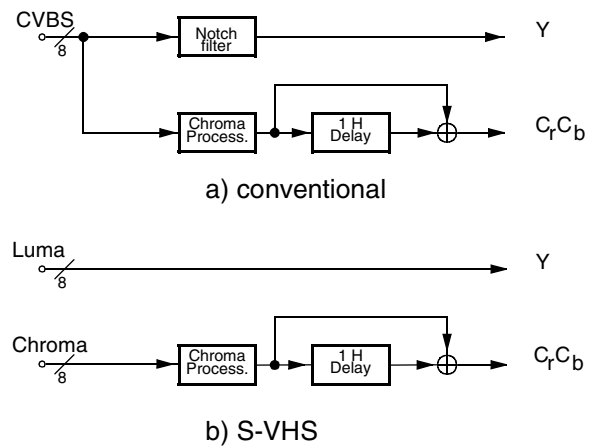 CVBS
8
Notch
filter
Y
Chroma
Process.
1 H
Delay
CrCb
a) conventional
Luma
8
Y
Chroma
8
Chroma
Process.
1 H
Delay
CrCb
b) S-VHS